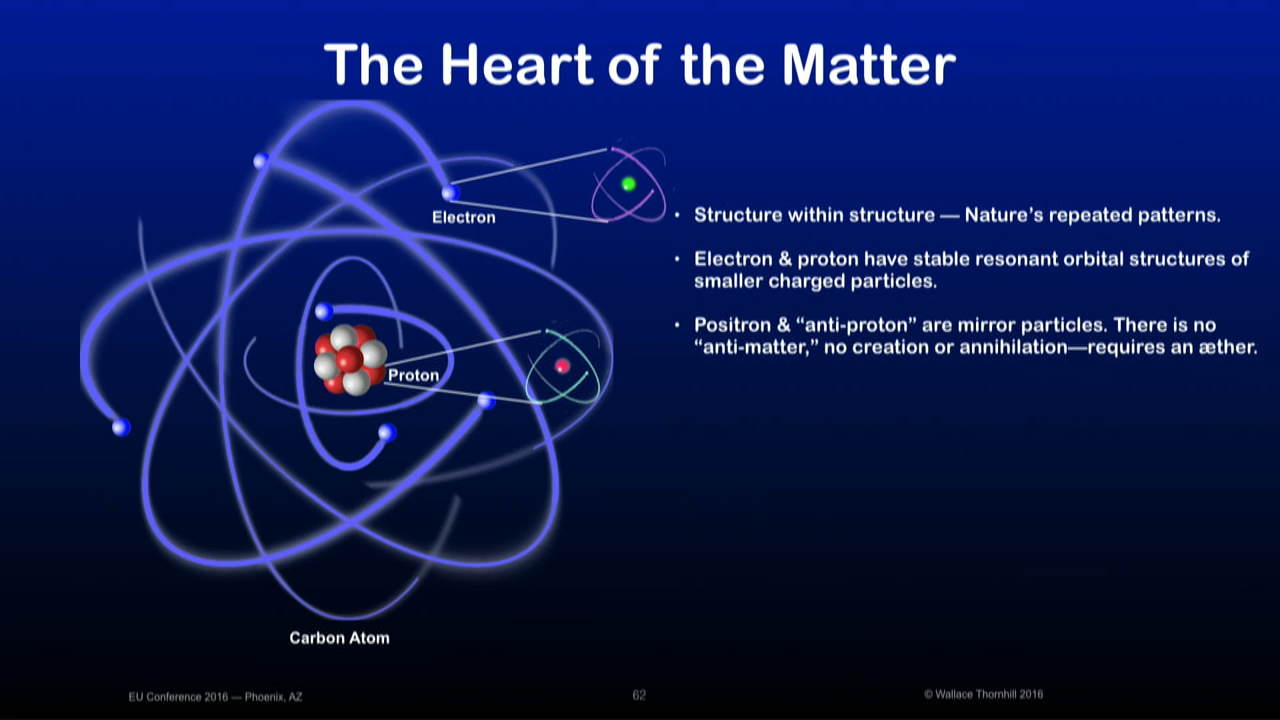 The Heart of the Matter
Electron
• Structure within structure — Nature's repeated patterns.
• Electron & proton have stable resonant orbital structures of
smaller charged particles.
• Positron & “anti-proton” are mirror particles. There is no
“anti-matter,” no creation or annihilation—requires an æther.
Proton
Carbon Atom
EU Conference 2016 — Phoenix, AZ
62
© Wallace Thornhill 2016